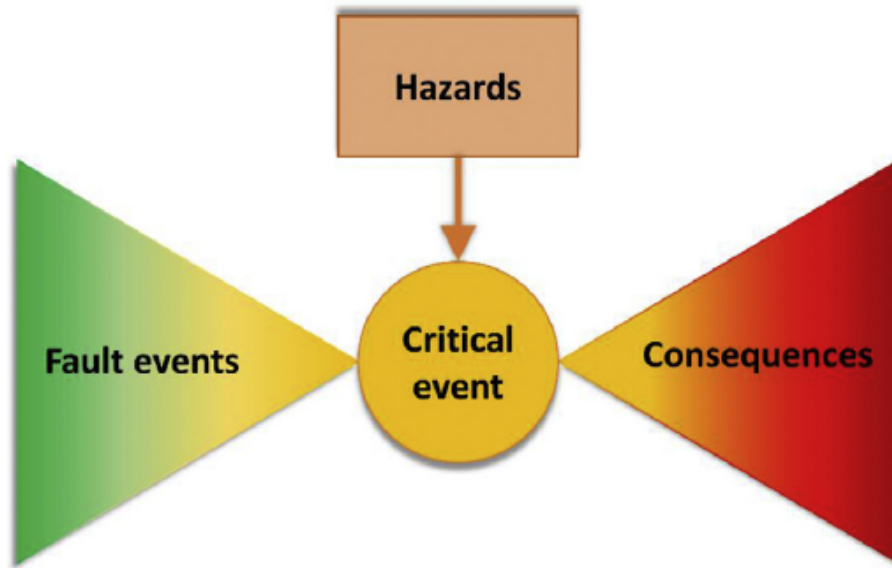 Hazards
Fault events
Critical
event
Consequences